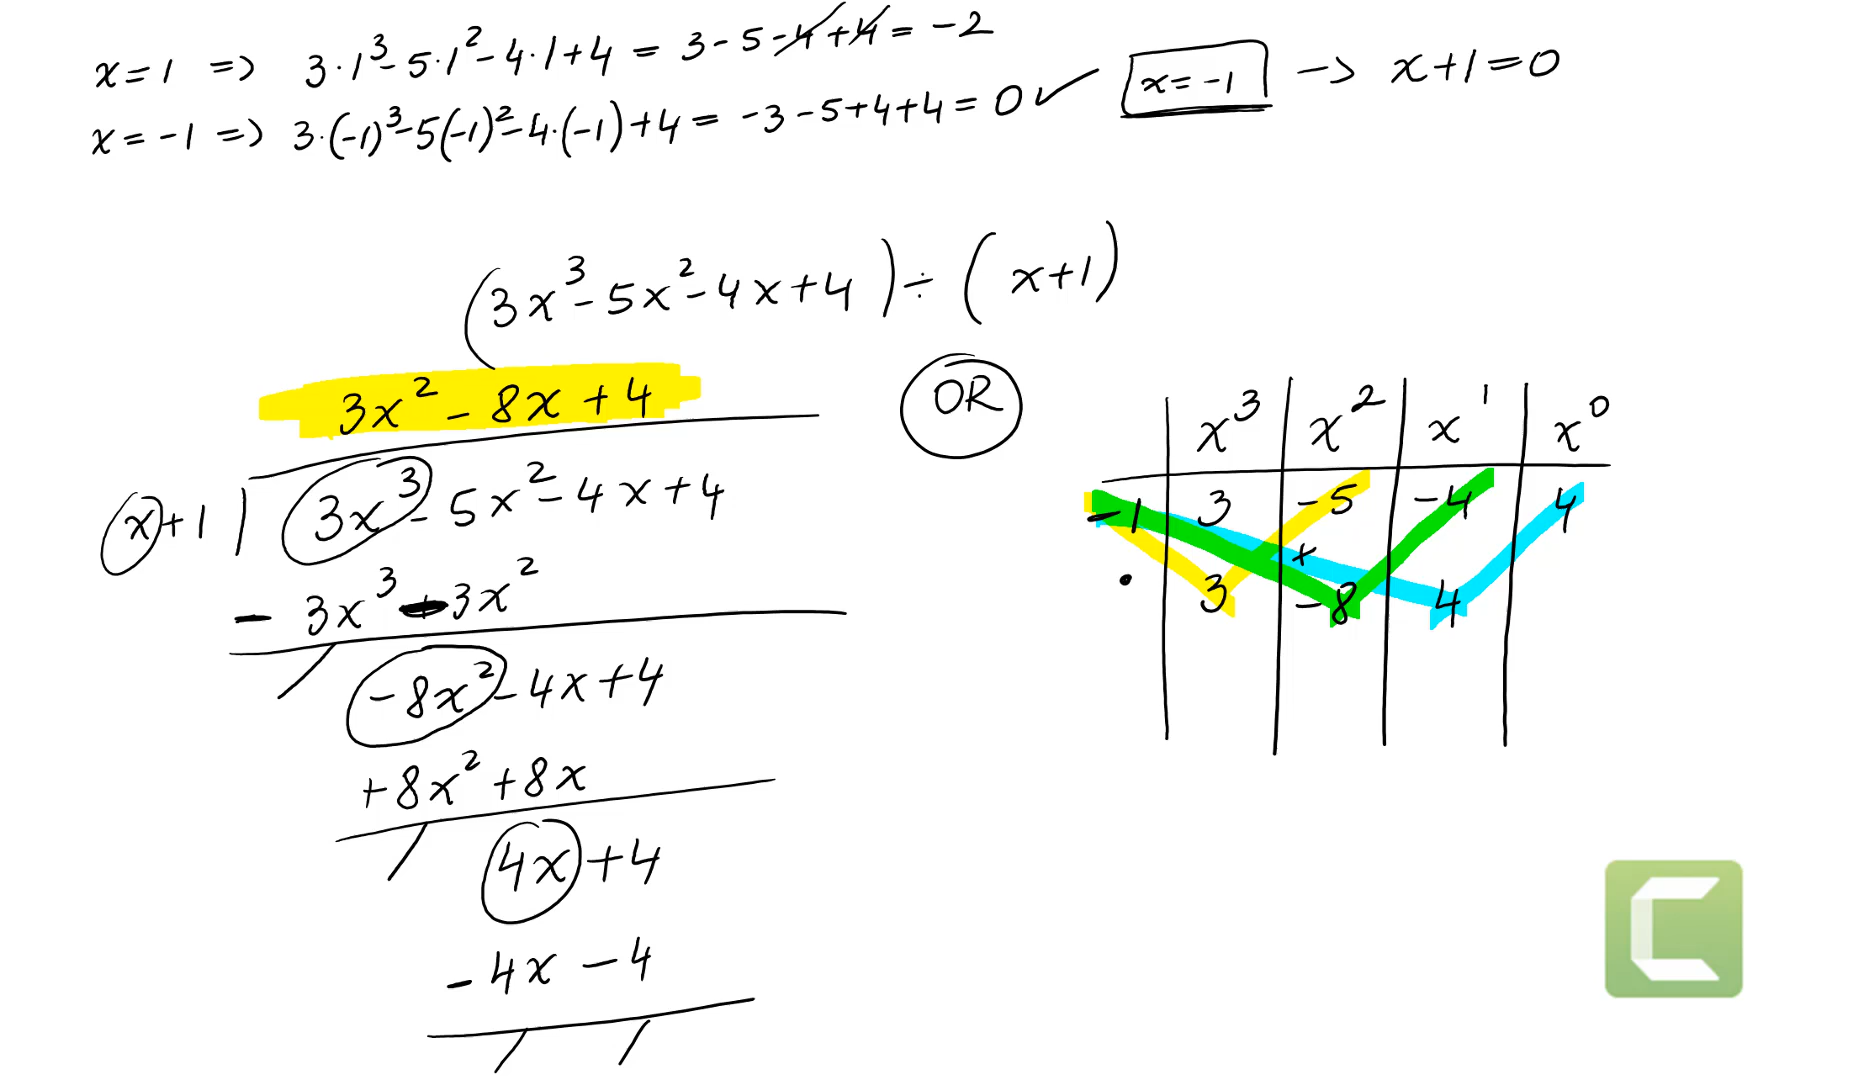 x=1 => 3·1³-5·1²-4·1+4 = 3-5-4+4 = -2
x=-1 => 3·(-1)³-5(-1)²-4·(-1)+4 = -3-5+4+4 = 0 ✓ x=-1 -> x+1=0
(3x³-5x²-4x+4) ÷ (x+1)
3x² - 8x + 4
x+1 | 3x³-5x²-4x+4
- 3x³ - 3x²
-8x²-4x+4
+8x²+8x
4x+4
-4x-4
OR
x³ x² x¹ x⁰
-1 3 -5 -4 4
+
· 3 -8 4